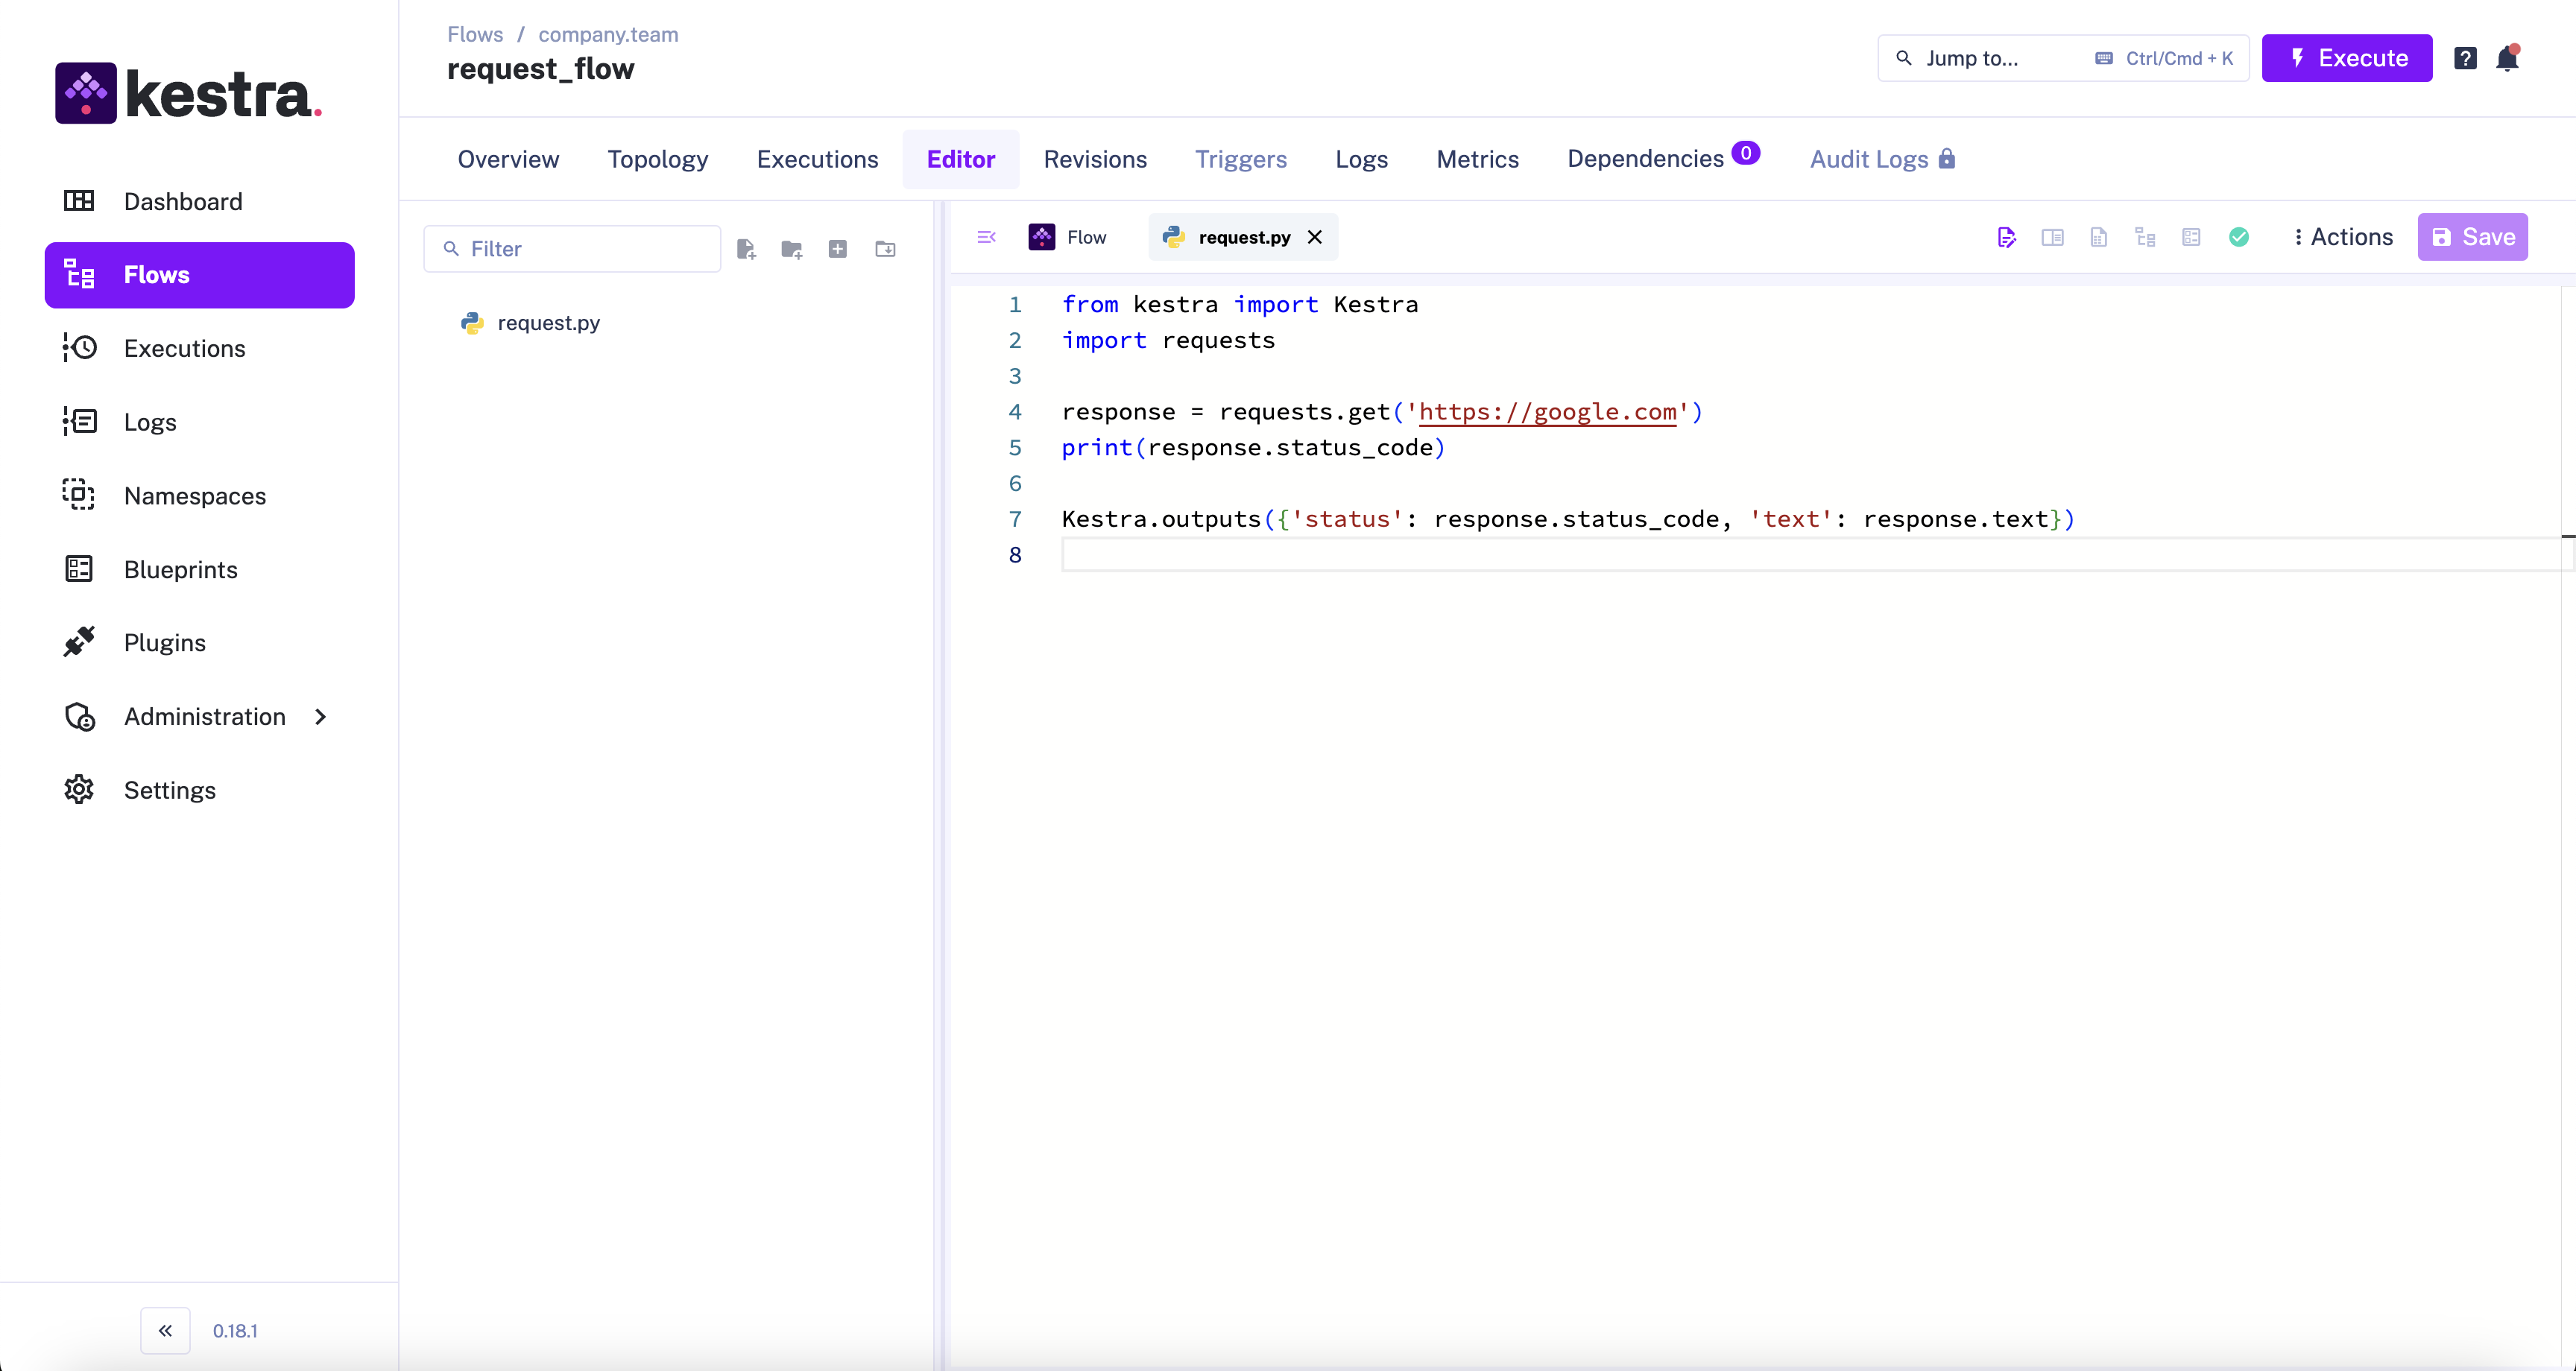 kestra.
Dashboard
Flows
Executions
Logs
Namespaces
Blueprints
Plugins
Administration
Settings
0.18.1
Flows / company.team
request_flow
Jump to... Ctrl/Cmd + K
Execute
?
Overview Topology Executions Editor Revisions Triggers Logs Metrics Dependencies 0 Audit Logs
Filter
request.py
Flow request.py
Actions Save
1 from kestra import Kestra
2 import requests
3
4 response = requests.get('https://google.com')
5 print(response.status_code)
6
7 Kestra.outputs({'status': response.status_code, 'text': response.text})
8